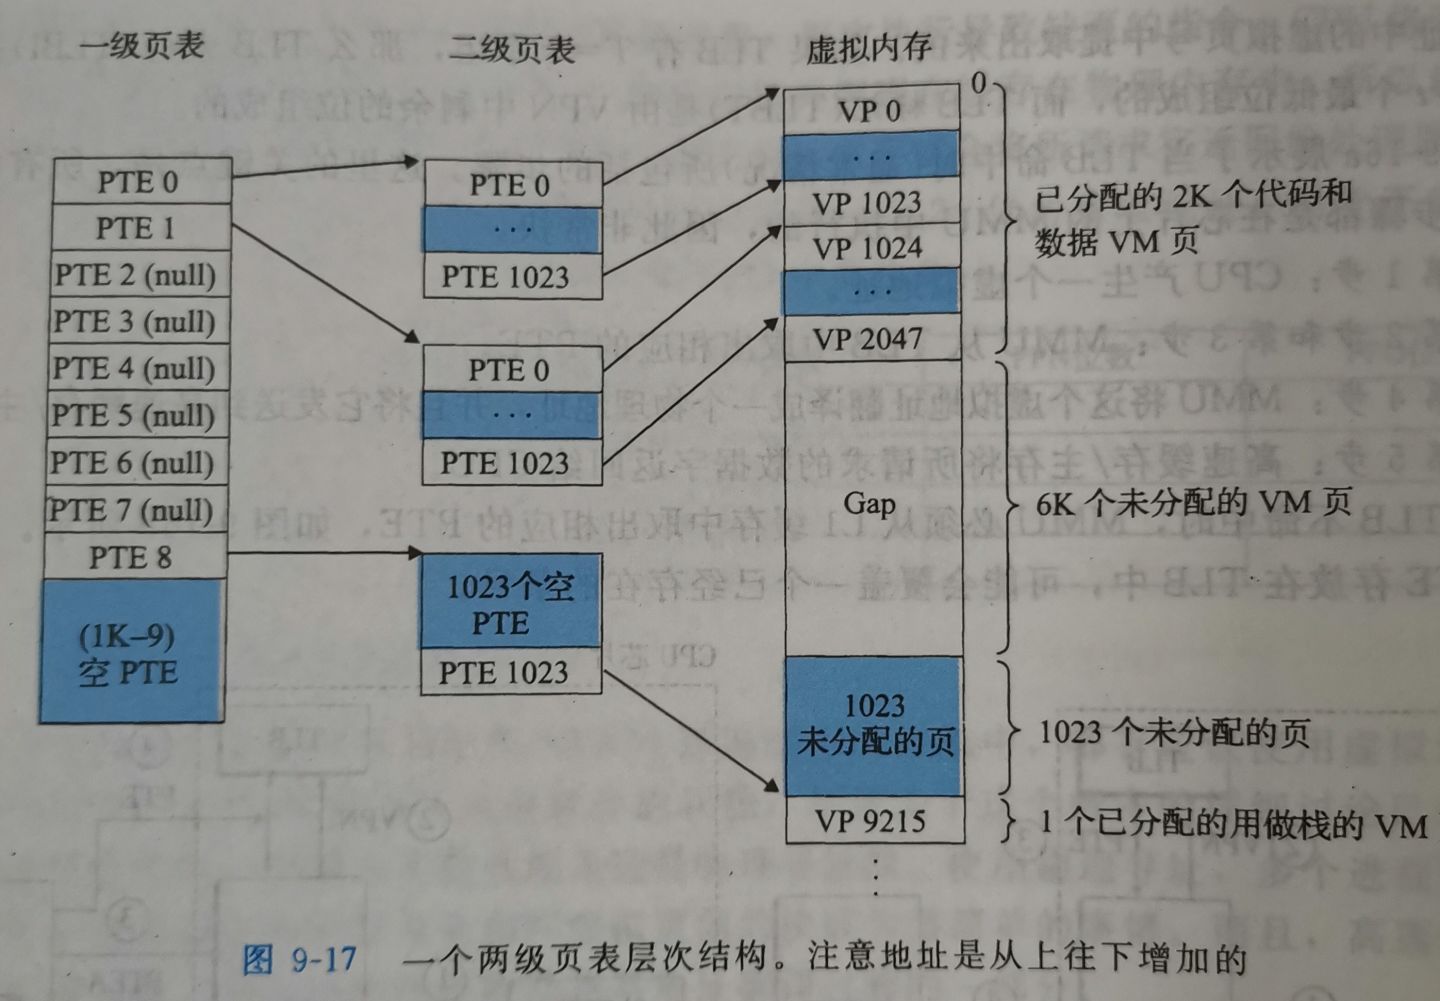 一级页表
二级页表
虚拟内存
PTE 0
PTE 1
PTE 2 (null)
PTE 3 (null)
PTE 4 (null)
PTE 5 (null)
PTE 6 (null)
PTE 7 (null)
PTE 8
(1K–9)
空 PTE
PTE 0
···
PTE 1023
PTE 0
···
PTE 1023
1023个空
PTE
PTE 1023
0
VP 0
···
VP 1023
VP 1024
···
VP 2047
Gap
1023
未分配的页
VP 9215
⋮
已分配的 2K 个代码和
数据 VM 页
6K 个未分配的 VM 页
1023 个未分配的页
1 个已分配的用做栈的 VM
图 9-17 一个两级页表层次结构。注意地址是从上往下增加的